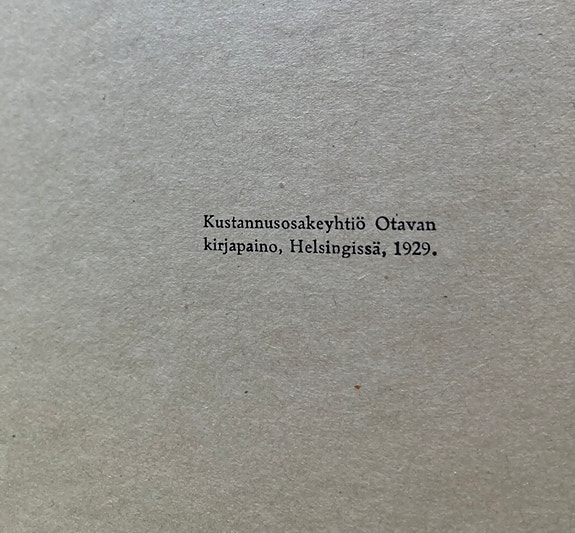 Kustannusosakeyhtiö Otavan
kirjapaino, Helsingissä, 1929.